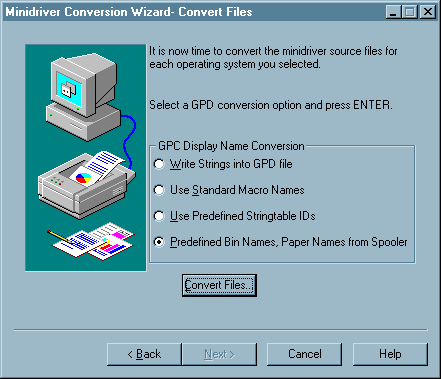 Minidriver Conversion Wizard- Convert Files
It is now time to convert the minidriver source files for
each operating system you selected.
Select a GPD conversion option and press ENTER.
GPC Display Name Conversion
Write Strings into GPD file
Use Standard Macro Names
Use Predefined Stringtable IDs
Predefined Bin Names, Paper Names from Spooler
Convert Files...
< Back
Next >
Cancel
Help